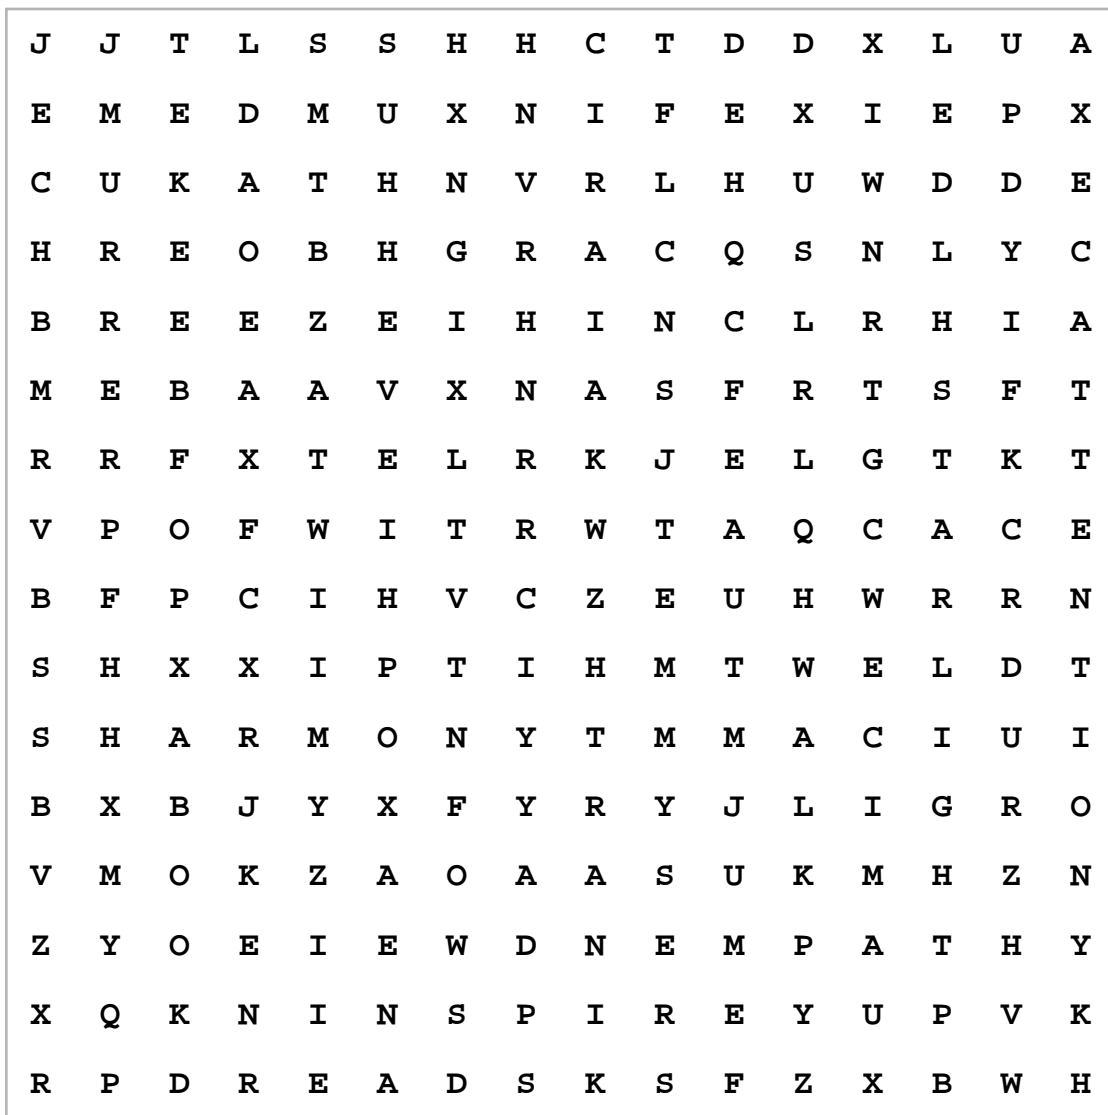 J J T L S S H H C T D D X L U A
E M E D M U X N I F E X I E P X
C U K A T H N V R L H U W D D E
H R E O B H G R A C Q S N L Y C
B R E E Z E I H I N C L R H I A
M E B A A V X N A S F R T S F T
R R F X T E L R K J E L G T K T
V P O F W I T R W T A Q C A C E
B F P C I H V C Z E U H W R R N
S H X X I P T I H M T W E L D T
S H A R M O N Y T M M A C I U I
B X B J Y X F Y R Y J L I G R O
V M O K Z A O A A S U K M H Z N
Z Y O E I E W D N E M P A T H Y
X Q K N I N S P I R E Y U P V K
R P D R E A D S K S F Z X B W H